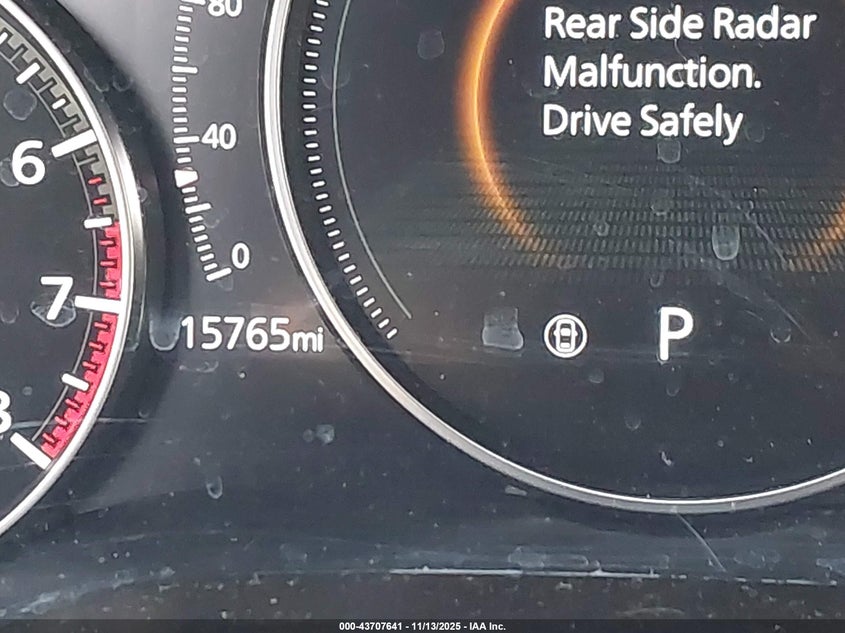 Rear Side Radar
Malfunction.
Drive Safely
80
40
0
6
7
8
15765mi
P
000-43707641 - 11/13/2025 - IAA Inc.